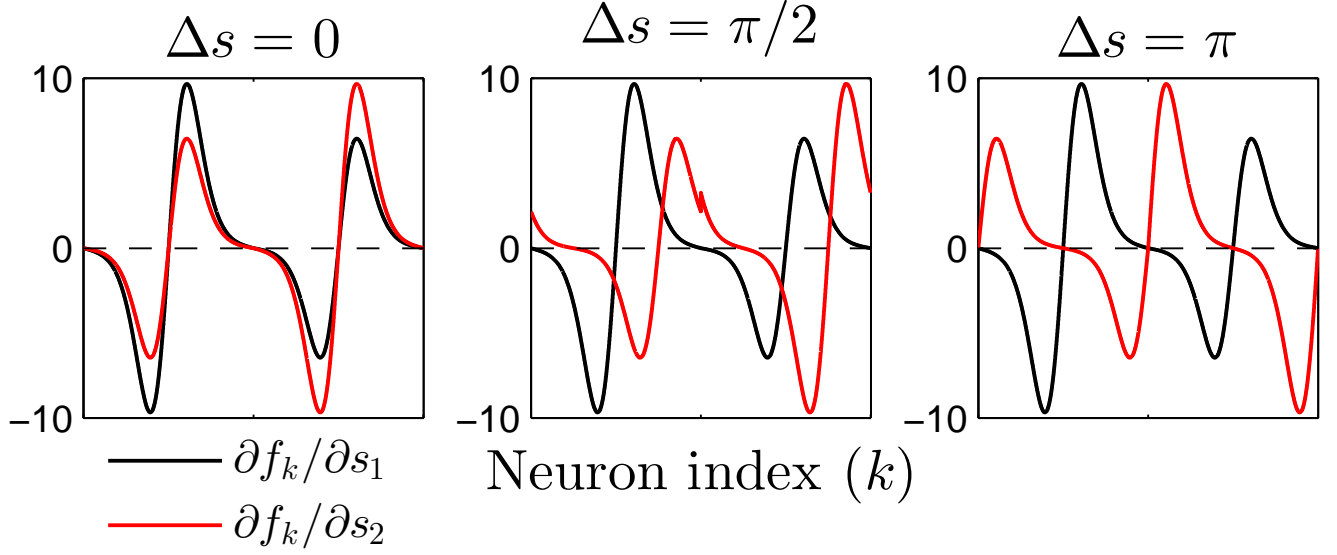 Δs = 0
Δs = π/2
Δs = π
10
0
−10
10
0
−10
10
0
−10
∂f_k/∂s_1
∂f_k/∂s_2
Neuron index (k)